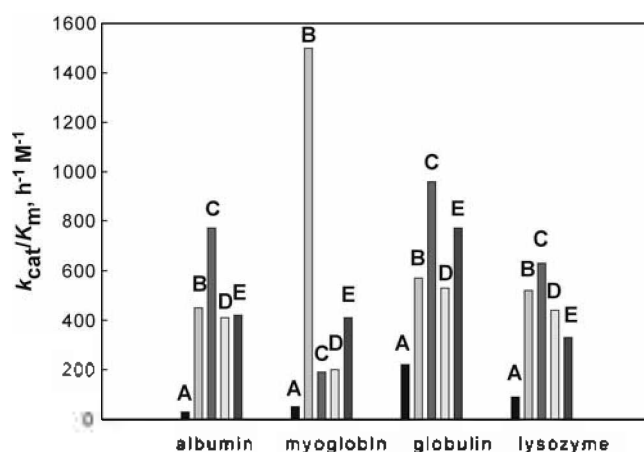 1600
1400
1200
1000
800
600
400
200
0
kcat/Km, h-1 M-1
A B C D E
A B C D E
A B C D E
A B C D E
albumin myoglobin globulin lysozyme